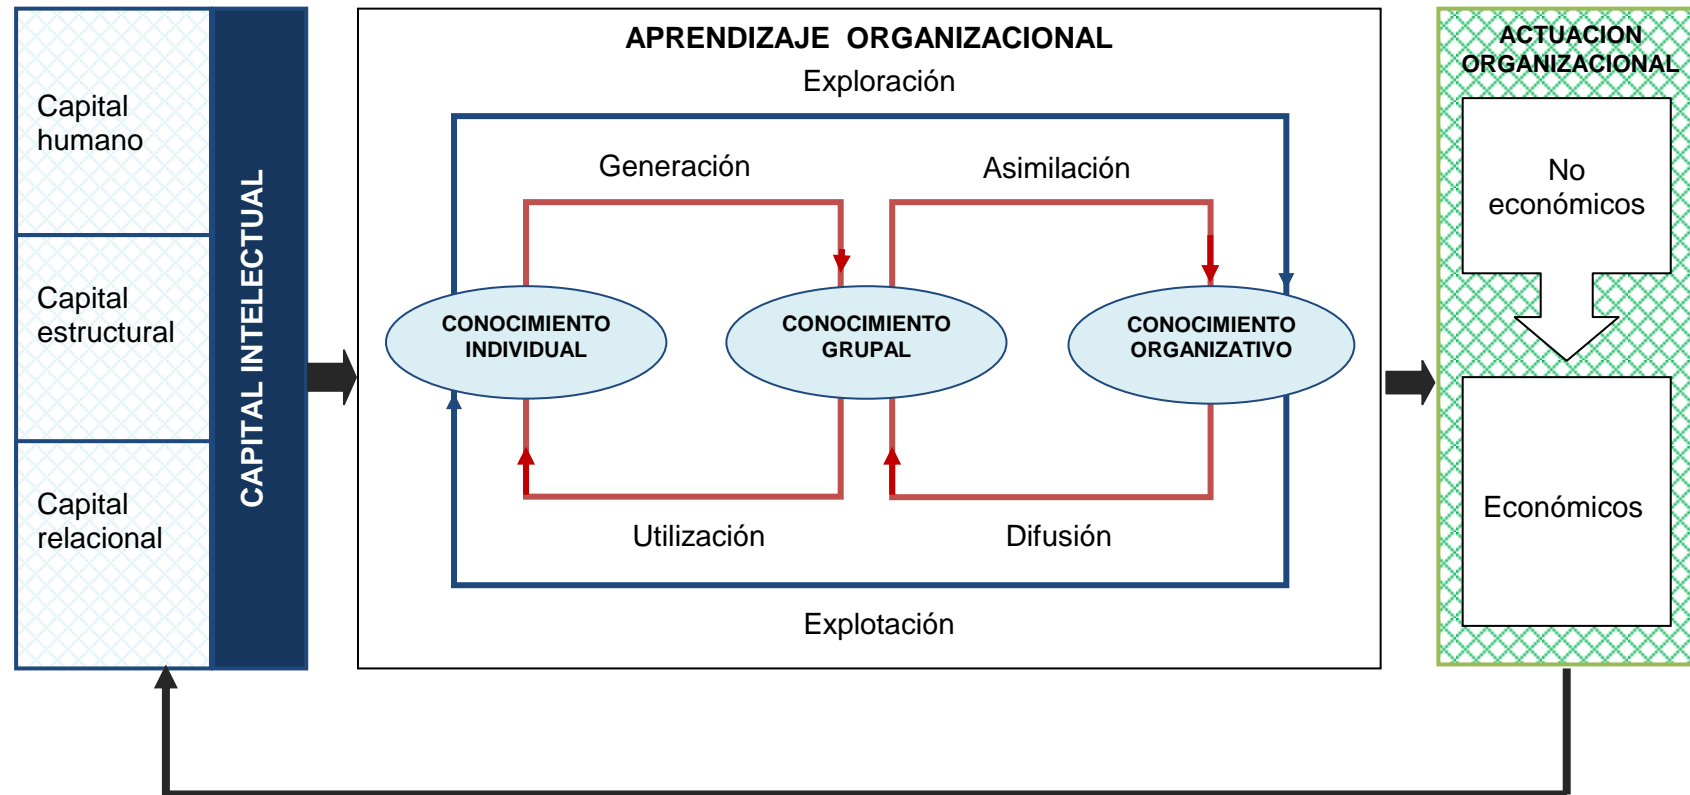 Capital
humano
Capital
estructural
Capital
relacional
CAPITAL INTELECTUAL
APRENDIZAJE ORGANIZACIONAL
Exploración
Generación
Asimilación
CONOCIMIENTO
INDIVIDUAL
CONOCIMIENTO
GRUPAL
CONOCIMIENTO
ORGANIZATIVO
Utilización
Difusión
Explotación
ACTUACION
ORGANIZACIONAL
No
económicos
Económicos